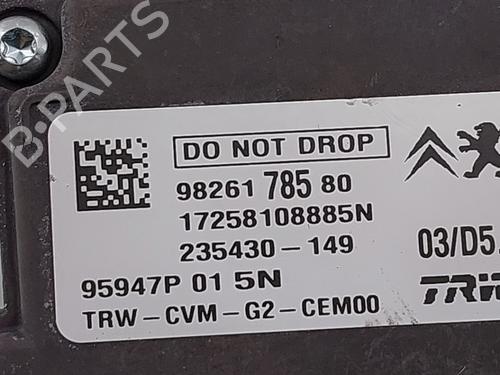 B-PARTS
DO NOT DROP
98261 785 80
17258108885N
235430-149
03/D5.
95947P 01 5N
TRW
TRW-CVM-G2-CEM00